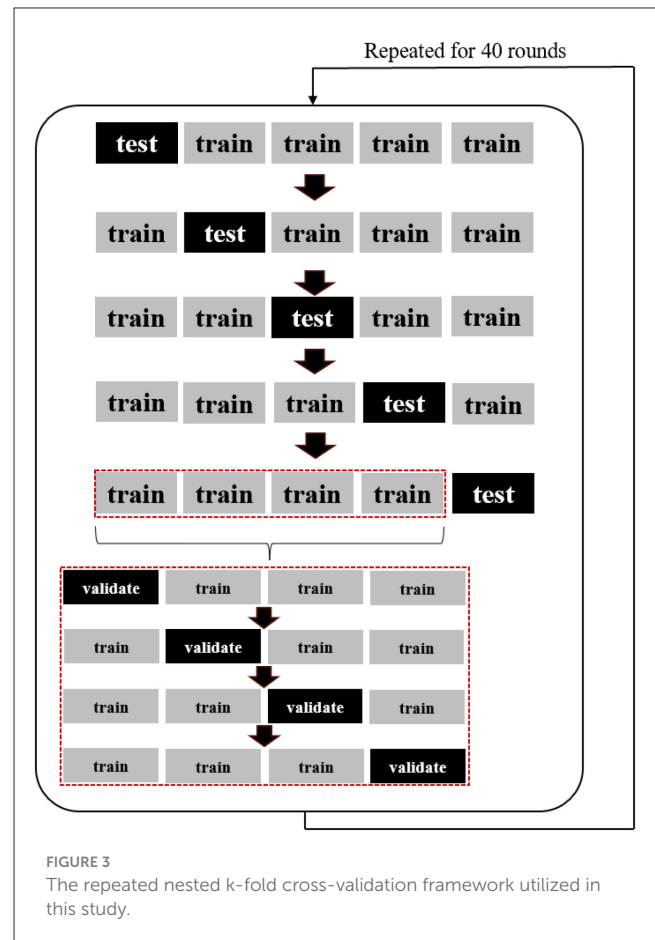 Repeated for 40 rounds
test train train train train
train test train train train
train train test train train
train train train test train
train train train train test
validate train train train
train validate train train
train train validate train
train train train validate
FIGURE 3
The repeated nested k-fold cross-validation framework utilized in
this study.